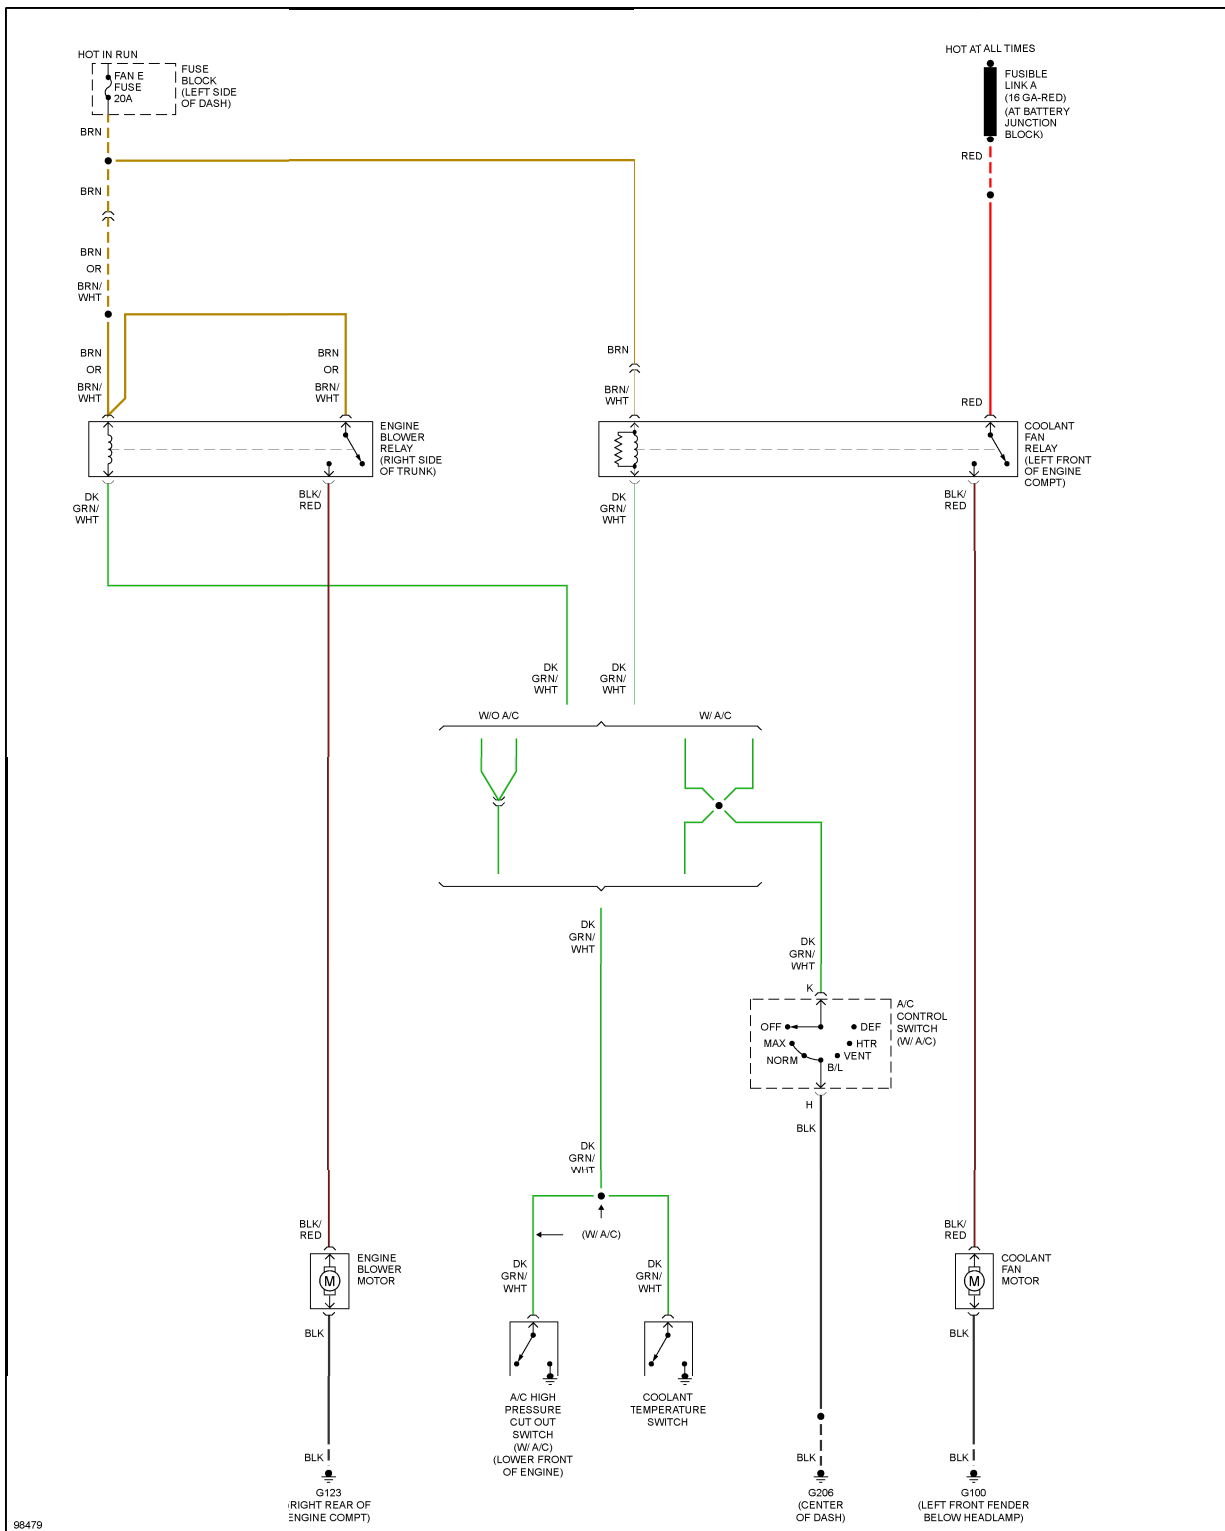 HOT IN RUN
FAN E
FUSE
20A
FUSE
BLOCK
(LEFT SIDE
OF DASH)
HOT AT ALL TIMES
FUSIBLE
LINK A
(16 GA-RED)
(AT BATTERY
JUNCTION
BLOCK)
BRN
RED
BRN
BRN
OR
BRN/
WHT
BRN
OR
BRN/
WHT
BRN
OR
BRN/
WHT
BRN
BRN/
WHT
RED
ENGINE
BLOWER
RELAY
(RIGHT SIDE
OF TRUNK)
COOLANT
FAN
RELAY
(LEFT FRONT
OF ENGINE
COMPT)
DK
GRN/
WHT
BLK/
RED
DK
GRN/
WHT
BLK/
RED
DK
GRN/
WHT
DK
GRN/
WHT
W/O A/C
W/ A/C
DK
GRN/
WHT
DK
GRN/
WHT
K
A/C
CONTROL
SWITCH
(W/ A/C)
OFF
DEF
MAX
HTR
NORM
VENT
B/L
H
BLK
DK
GRN/
WHT
(W/ A/C)
BLK/
RED
ENGINE
BLOWER
MOTOR
M
DK
GRN/
WHT
DK
GRN/
WHT
BLK/
RED
COOLANT
FAN
MOTOR
M
BLK
BLK
A/C HIGH
PRESSURE
CUT OUT
SWITCH
(W/ A/C)
(LOWER FRONT
OF ENGINE)
COOLANT
TEMPERATURE
SWITCH
BLK
BLK
BLK
G123
(RIGHT REAR OF
ENGINE COMPT)
G206
(CENTER
OF DASH)
G100
(LEFT FRONT FENDER
BELOW HEADLAMP)
98479